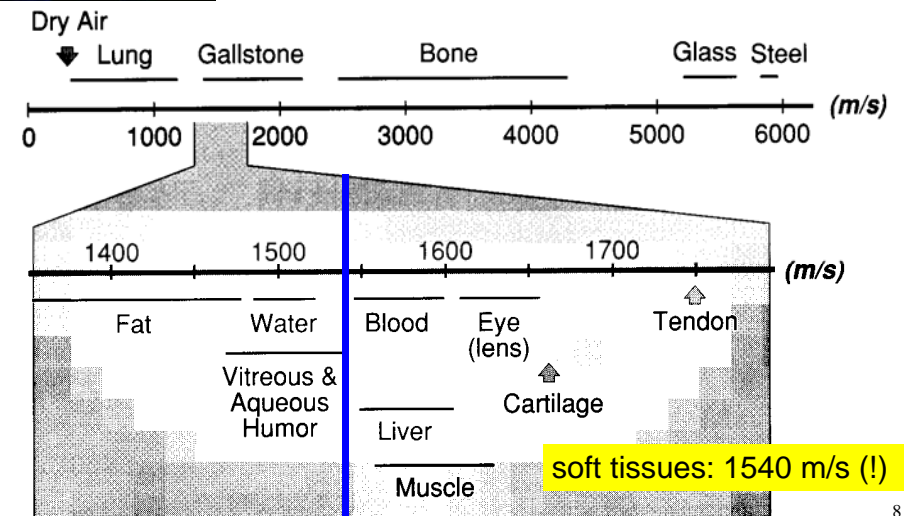 Dry Air
Lung Gallstone Bone Glass Steel
(m/s)
0 1000 2000 3000 4000 5000 6000
1400 1500 1600 1700
(m/s)
Fat Water Blood Eye (lens) Tendon
Vitreous &
Aqueous
Humor
Cartilage
Liver
Muscle
soft tissues: 1540 m/s (!)
8